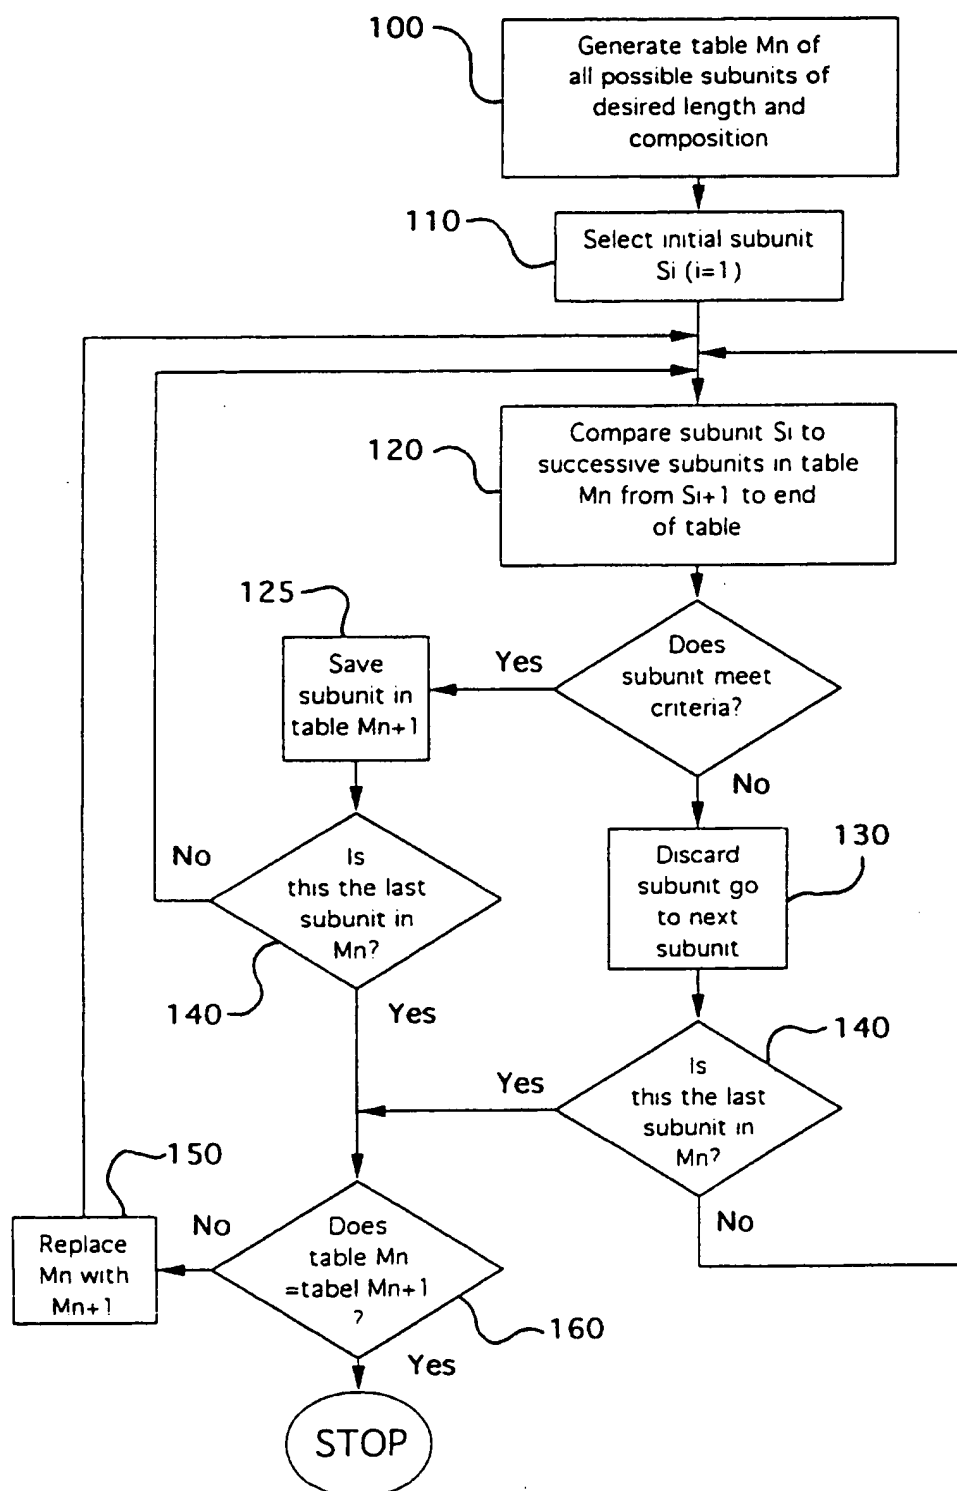 100
Generate table Mn of
all possible subunits of
desired length and
composition
110
Select initial subunit
Si (i=1)
120
Compare subunit Si to
successive subunits in table
Mn from Si+1 to end
of table
125
Save
subunit in
table Mn+1
Yes
Does
subunit meet
criteria?
No
No
Is
this the last
subunit in
Mn?
130
Discard
subunit go
to next
subunit
140
Yes
140
Yes
Is
this the last
subunit in
Mn?
No
150
Replace
Mn with
Mn+1
No
Does
table Mn
=tabel Mn+1
?
160
Yes
STOP